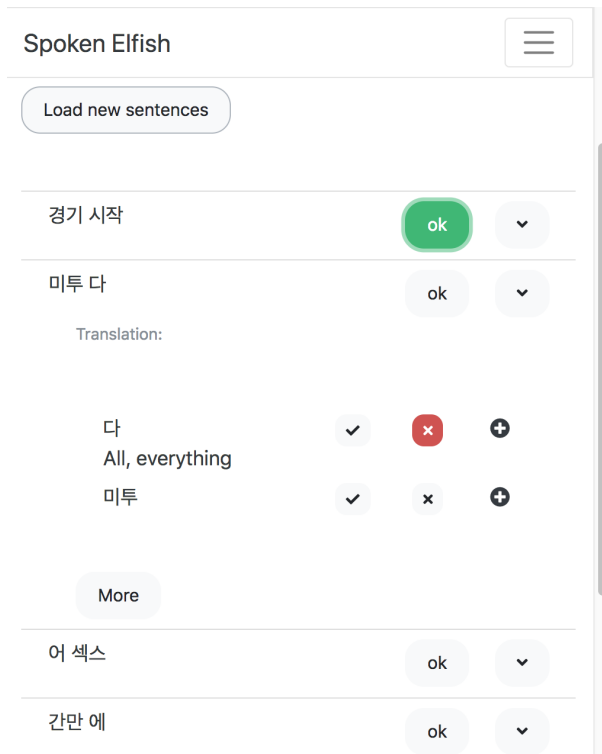 Spoken Elfish
Load new sentences
경기 시작
ok
미투 다
ok
Translation:
다
All, everything
미투
More
어 섹스
ok
간만 에
ok